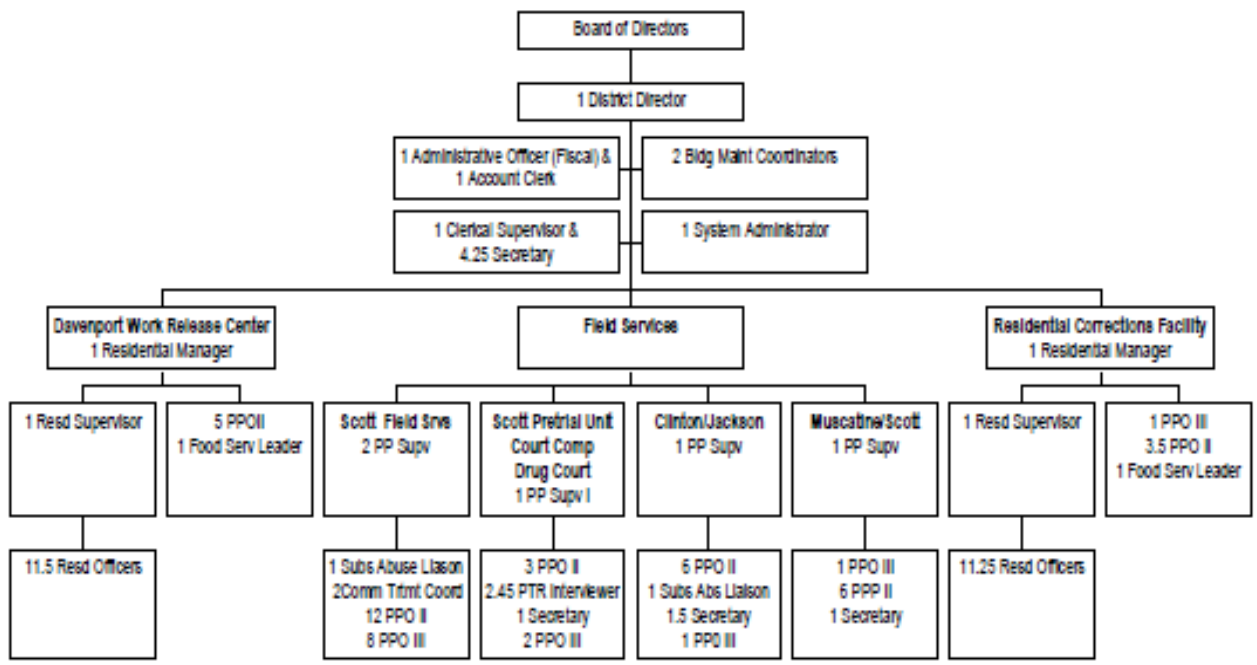 Board of Directors
1 District Director
1 Administrative Officer (Fiscal) &
1 Account Clerk
2 Bldg Maint Coordinators
1 Clerical Supervisor &
4.25 Secretary
1 System Administrator
Davenport Work Release Center
1 Residential Manager
Field Services
Residential Corrections Facility
1 Residential Manager
1 Resd Supervisor
5 PPOII
1 Food Serv Leader
Scott Field Srvs
2 PP Supv
Scott Pretrial Unit
Court Comp
Drug Court
1 PP Supv I
Clinton/Jackson
1 PP Supv
Muscatine/Scott
1 PP Supv
1 Resd Supervisor
1 PPO III
3.5 PPO II
1 Food Serv Leader
11.5 Resd Officers
1 Subs Abuse Liason
2Comm Trtmt Coord
12 PPO II
8 PPO III
3 PPO II
2.45 PTR Interviewer
1 Secretary
2 PPO III
6 PPO II
1 Subs Abs Liaison
1.5 Secretary
1 PP0 III
1 PPO III
6 PPP II
1 Secretary
11.25 Resd Officers